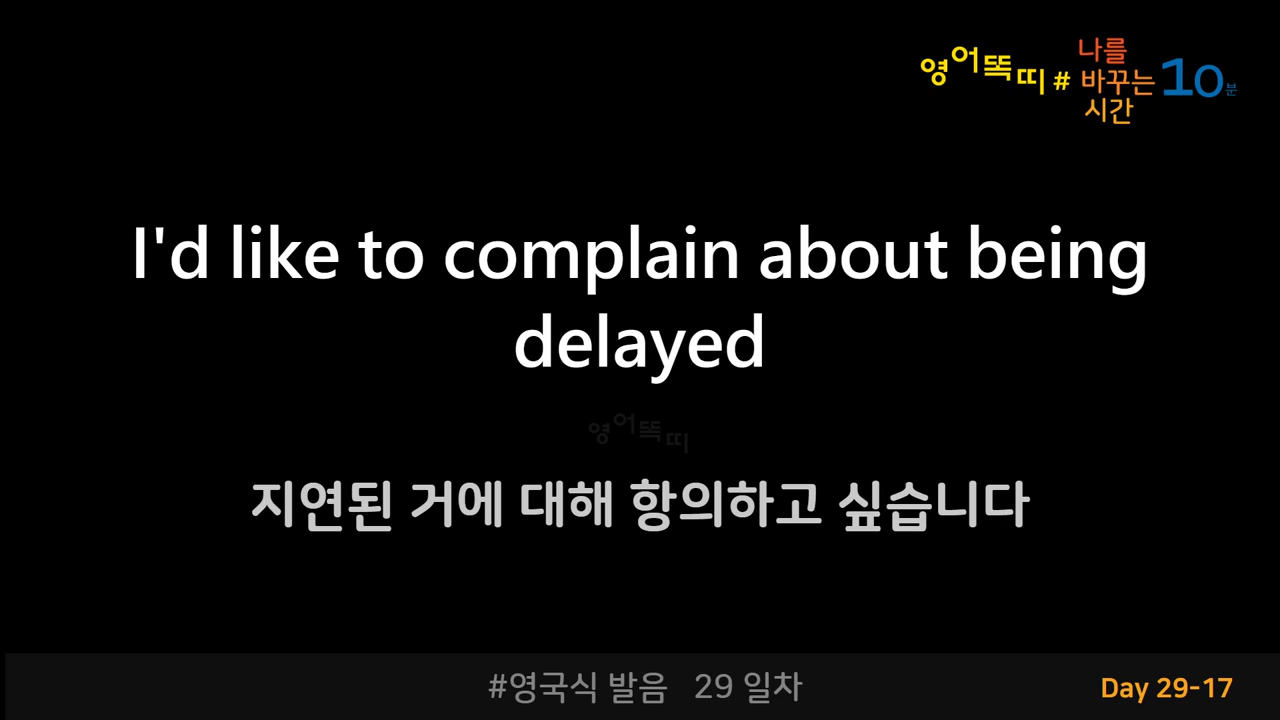 영어똑띠 # 나를 바꾸는 시간 10분
I'd like to complain about being
delayed
영어똑띠
지연된 거에 대해 항의하고 싶습니다
#영국식 발음 29 일차
Day 29-17